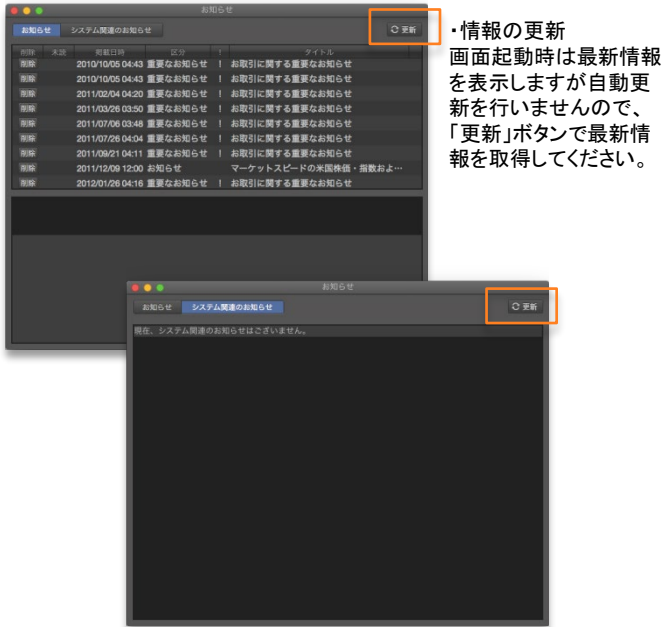 お知らせ
お知らせ システム関連のお知らせ 更新
削除 未読 掲載日時 区分 ! タイトル
削除 2010/10/05 04:43 重要なお知らせ ! お取引に関する重要なお知らせ
削除 2010/10/05 04:43 重要なお知らせ ! お取引に関する重要なお知らせ
削除 2011/02/04 04:20 重要なお知らせ ! お取引に関する重要なお知らせ
削除 2011/03/26 03:50 重要なお知らせ ! お取引に関する重要なお知らせ
削除 2011/07/06 03:48 重要なお知らせ ! お取引に関する重要なお知らせ
削除 2011/07/26 04:04 重要なお知らせ ! お取引に関する重要なお知らせ
削除 2011/09/21 04:11 重要なお知らせ ! お取引に関する重要なお知らせ
削除 2011/12/09 12:00 お知らせ マーケットスピードの米国株価・指数およ…
削除 2012/01/26 04:16 重要なお知らせ ! お取引に関する重要なお知らせ
・情報の更新
画面起動時は最新情報
を表示しますが自動更
新を行いませんので、
「更新」ボタンで最新情
報を取得してください。
お知らせ
お知らせ システム関連のお知らせ 更新
現在、システム関連のお知らせはございません。